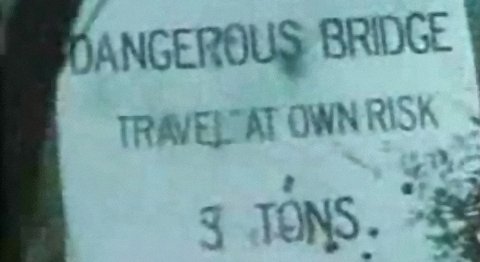 DANGEROUS BRIDGE
TRAVEL AT OWN RISK
3 TONS.